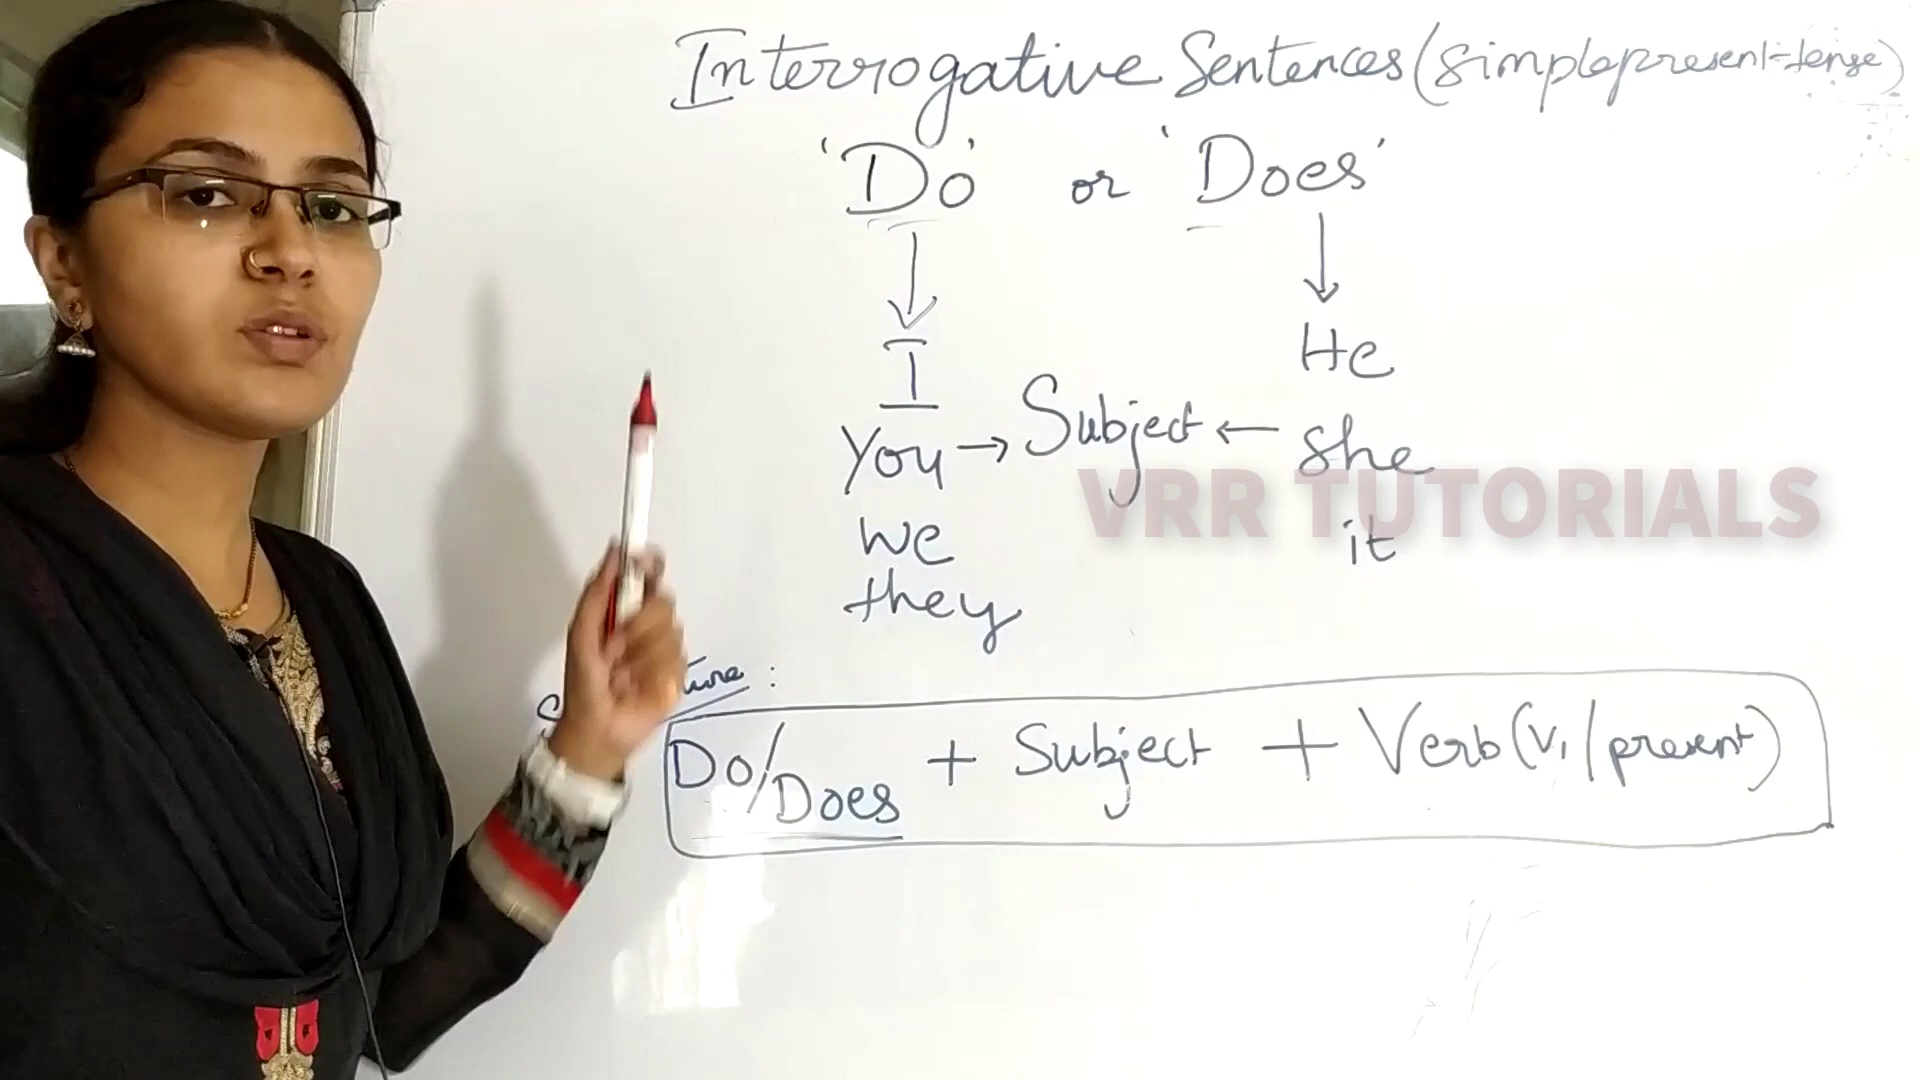 Interrogative Sentences (simple present-tense)
'Do' or 'Does'
I He
You → Subject ← She
we it
they
VRR TUTORIALS
Do/Does + Subject + Verb (V1/present)